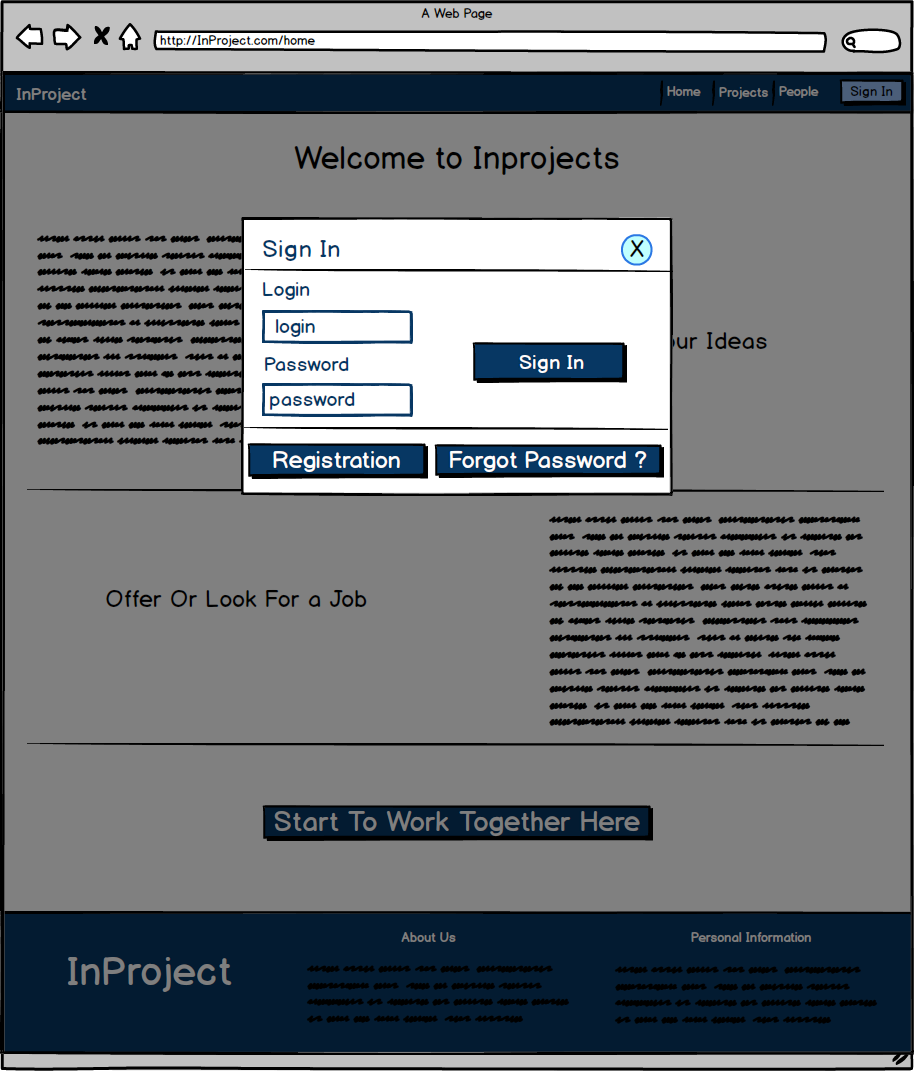 A Web Page
http://InProject.com/home
InProject
Home
Projects
People
Sign In
Welcome to Inprojects
Sign In
X
Login
login
Password
password
Sign In
Ideas
Registration
Forgot Password ?
Offer Or Look For a Job
Start To Work Together Here
InProject
About Us
Personal Information